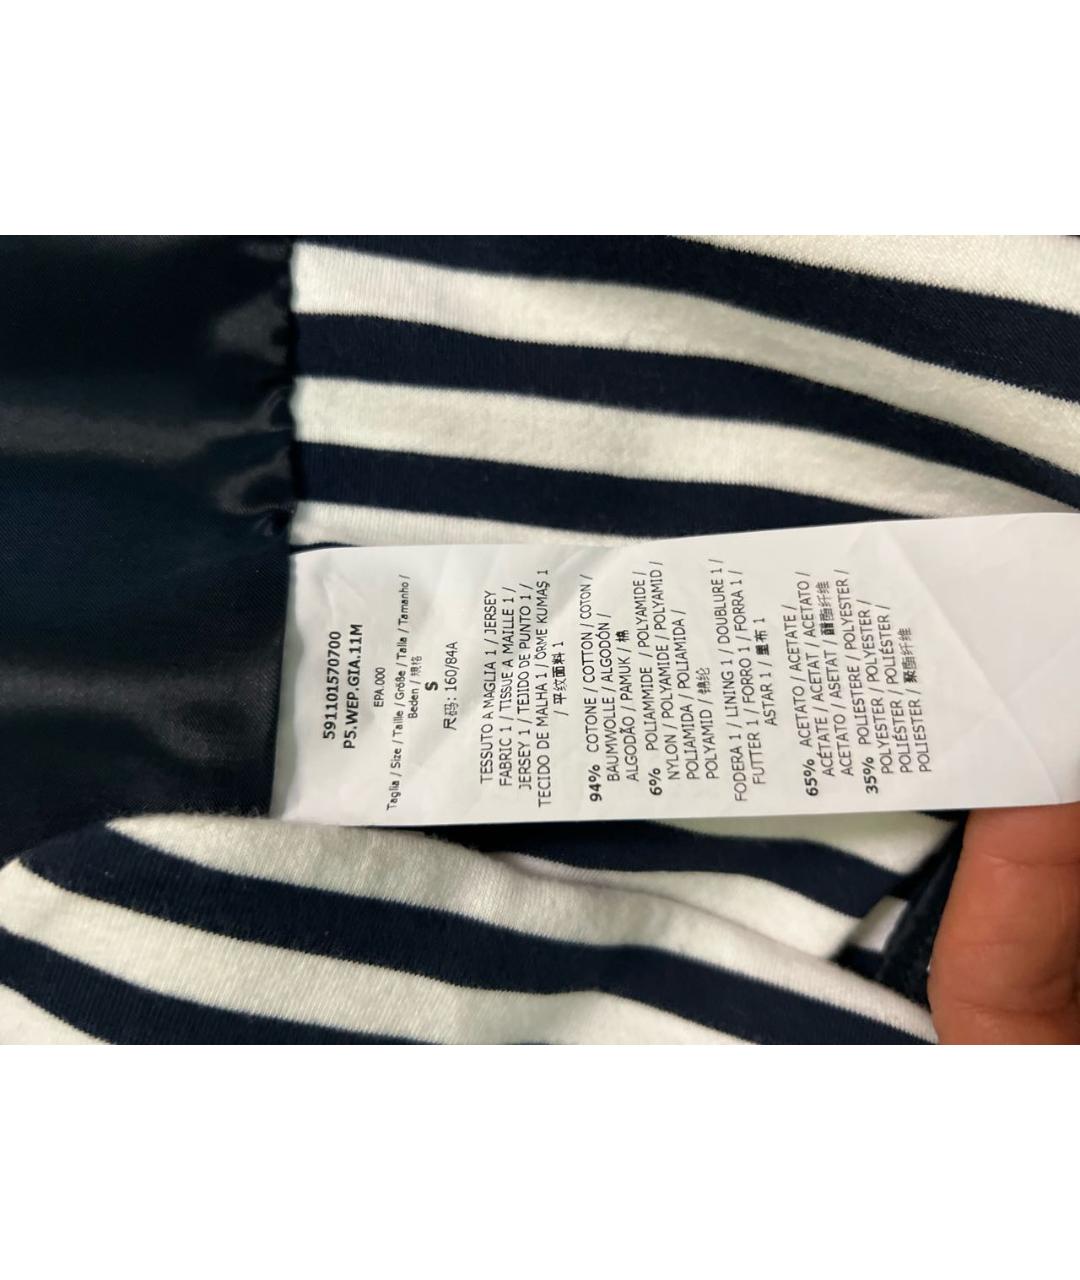 59110157070​0
P5.WEP.GIA.11M
EPA.000
Taglia / Size / Taille / Größe / Talla / Tamanho /
Beden / 規格
S
尺码: 160/84A
TESSUTO A MAGLIA 1 / JERSEY
FABRIC 1 / TISSUE A MAILLE 1 /
JERSEY 1 / TEJIDO DE PUNTO 1 /
TECIDO DE MALHA 1 / ÖRME KUMAŞ 1
/ 平纹面料 1
94% COTONE / COTTON / COTON /
BAUMWOLLE / ALGODÓN /
ALGODÃO / PAMUK / 棉
6% POLIAMMIDE / POLYAMIDE /
NYLON / POLYAMIDE / POLYAMID /
POLIAMIDA / POLIAMIDA /
POLYAMID / 锦纶
FODERA 1 / LINING 1 / DOUBLURE 1 /
FUTTER 1 / FORRO 1 / FORRA 1 /
ASTAR 1 / 里布 1
65% ACETATO / ACETATE /
ACÉTATE / ACETAT / ACETATO /
ACETATO / ASETAT / 醋酯纤维
35% POLIESTERE / POLYESTER /
POLYESTER / POLYESTER /
POLIÉSTER / POLIÉSTER /
POLIESTER / 聚酯纤维